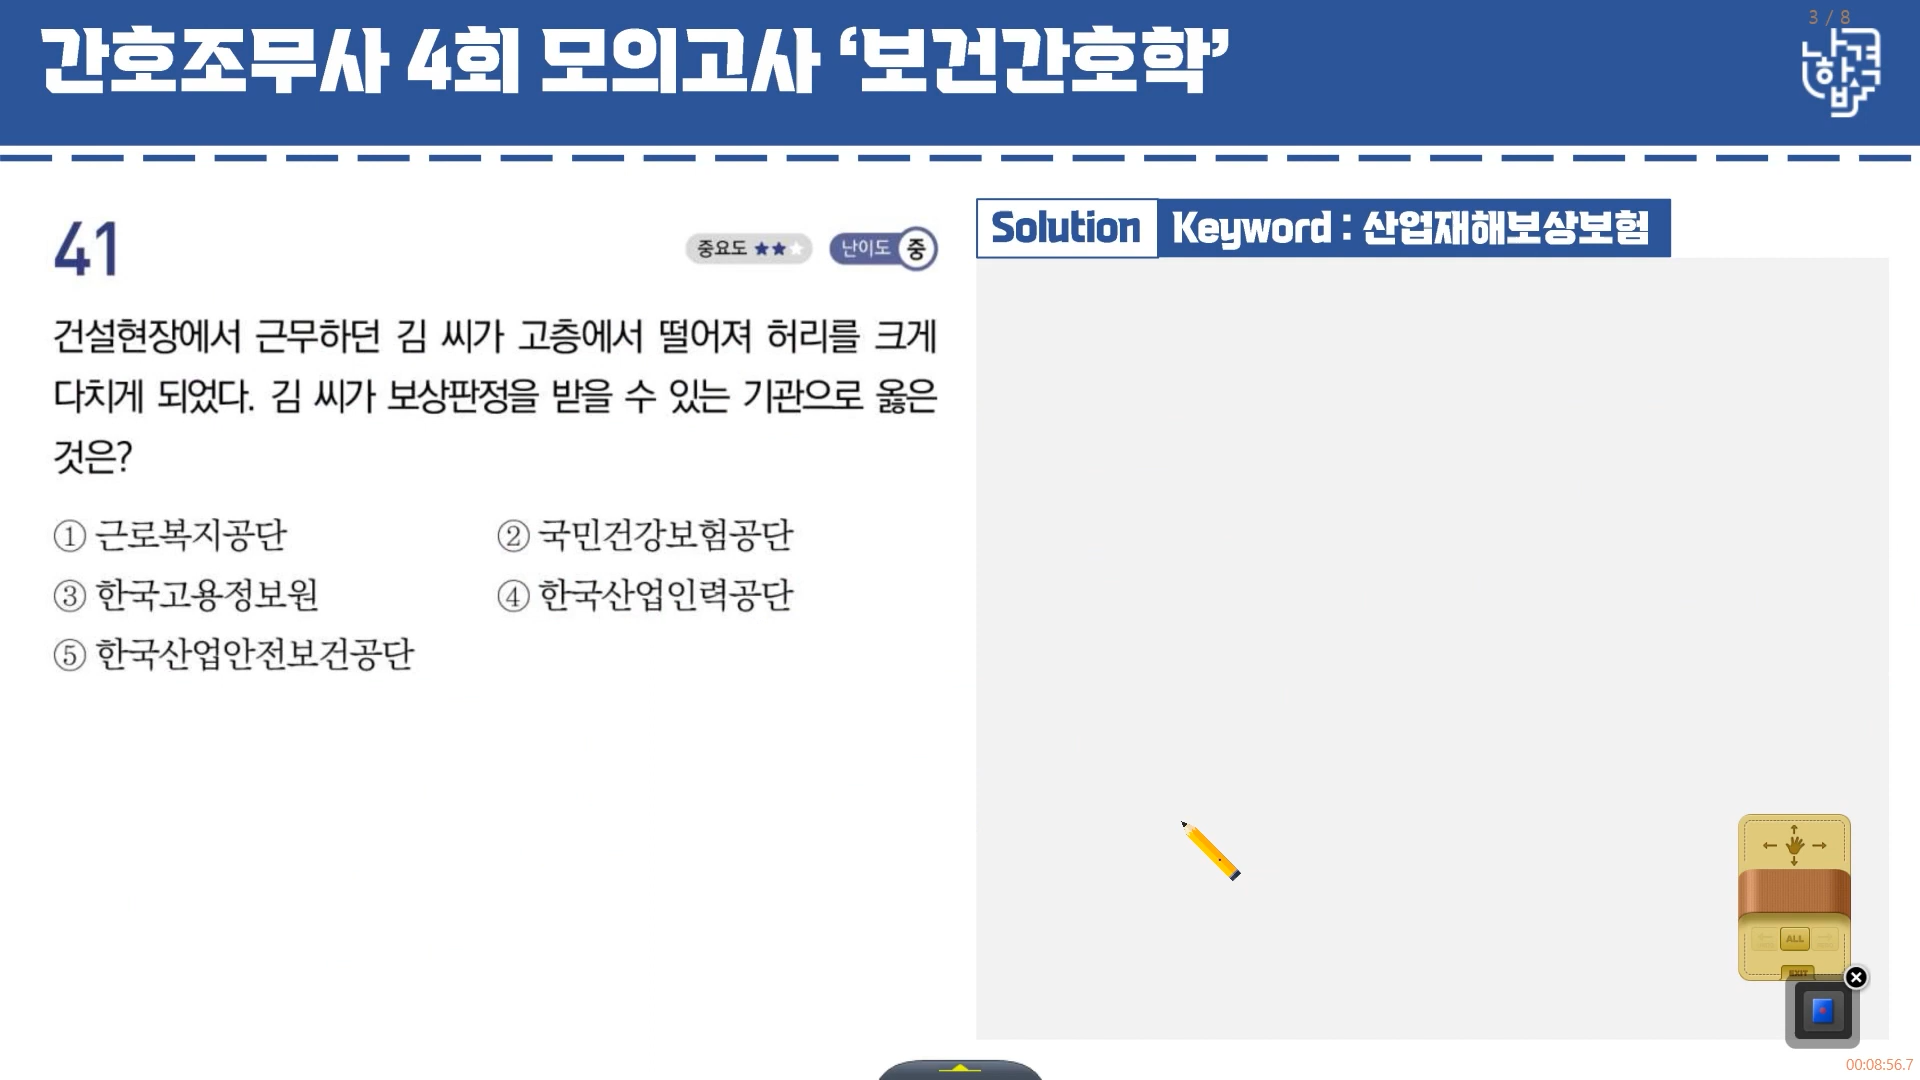 간호조무사 4회 모의고사 ‘보건간호학’
3 / 8
나합격
41
중요도 ★★★
난이도 중
건설현장에서 근무하던 김 씨가 고층에서 떨어져 허리를 크게
다치게 되었다. 김 씨가 보상판정을 받을 수 있는 기관으로 옳은
것은?
① 근로복지공단
② 국민건강보험공단
③ 한국고용정보원
④ 한국산업인력공단
⑤ 한국산업안전보건공단
Solution
Keyword : 산업재해보상보험
ALL
EXIT
00:08:56.7